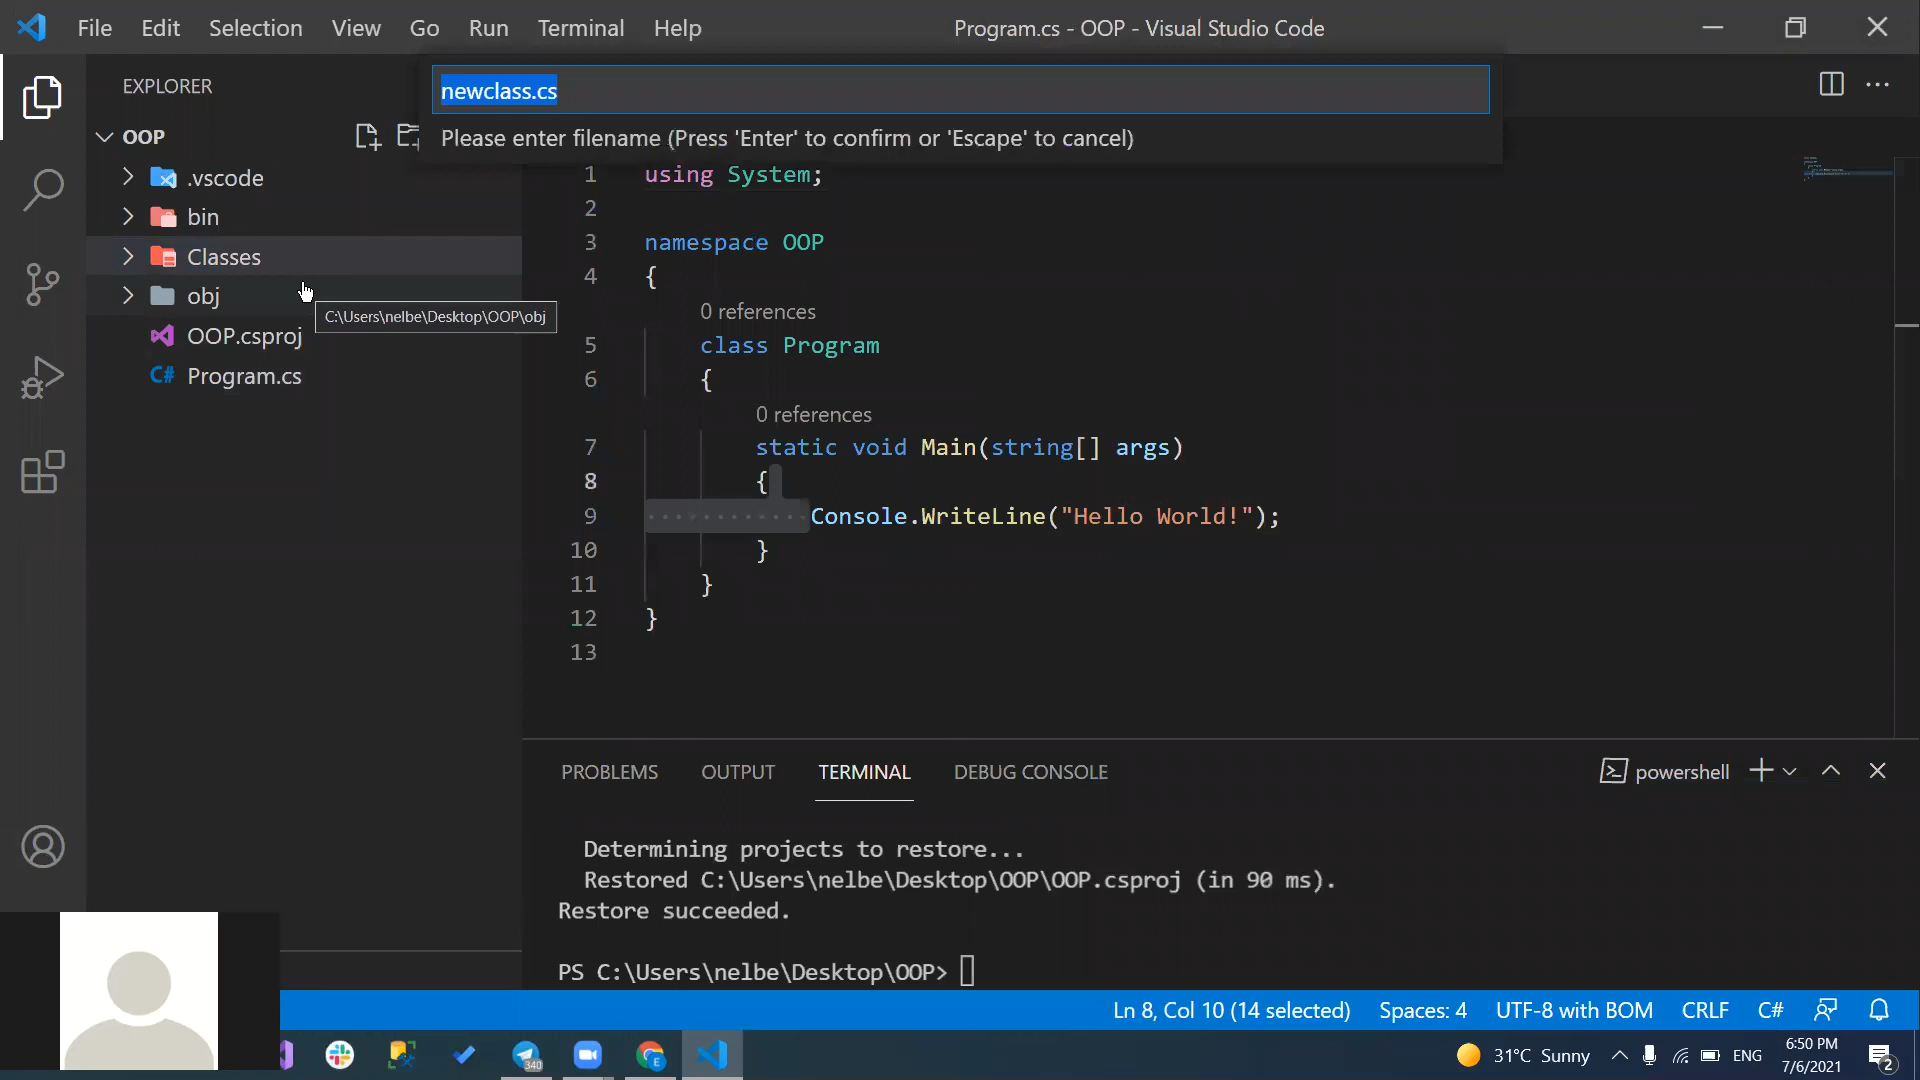 File Edit Selection View Go Run Terminal Help Program.cs - OOP - Visual Studio Code
newclass.cs
Please enter filename (Press 'Enter' to confirm or 'Escape' to cancel)
EXPLORER
OOP
.vscode
bin
Classes
obj
C:\Users\nelbe\Desktop\OOP\obj
OOP.csproj
C# Program.cs
1 using System;
2
3 namespace OOP
4 {
0 references
5 class Program
6 {
0 references
7 static void Main(string[] args)
8 {
9 ············Console.WriteLine("Hello World!");
10 }
11 }
12 }
13
PROBLEMS OUTPUT TERMINAL DEBUG CONSOLE powershell
Determining projects to restore...
Restored C:\Users\nelbe\Desktop\OOP\OOP.csproj (in 90 ms).
Restore succeeded.
PS C:\Users\nelbe\Desktop\OOP>
Ln 8, Col 10 (14 selected) Spaces: 4 UTF-8 with BOM CRLF C#
340
E
31°C Sunny ENG
6:50 PM
7/6/2021
2